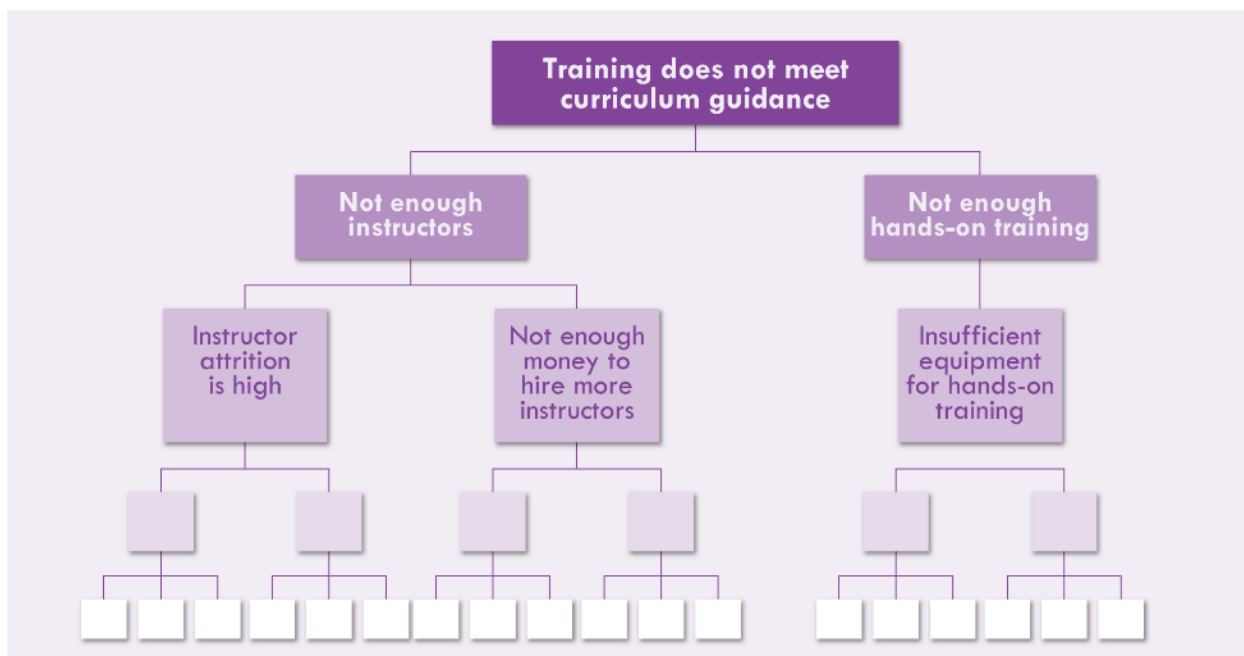 Training does not meet
curriculum guidance
Not enough
instructors
Not enough
hands-on training
Instructor
attrition
is high
Not enough
money to
hire more
instructors
Insufficient
equipment
for hands-on
training